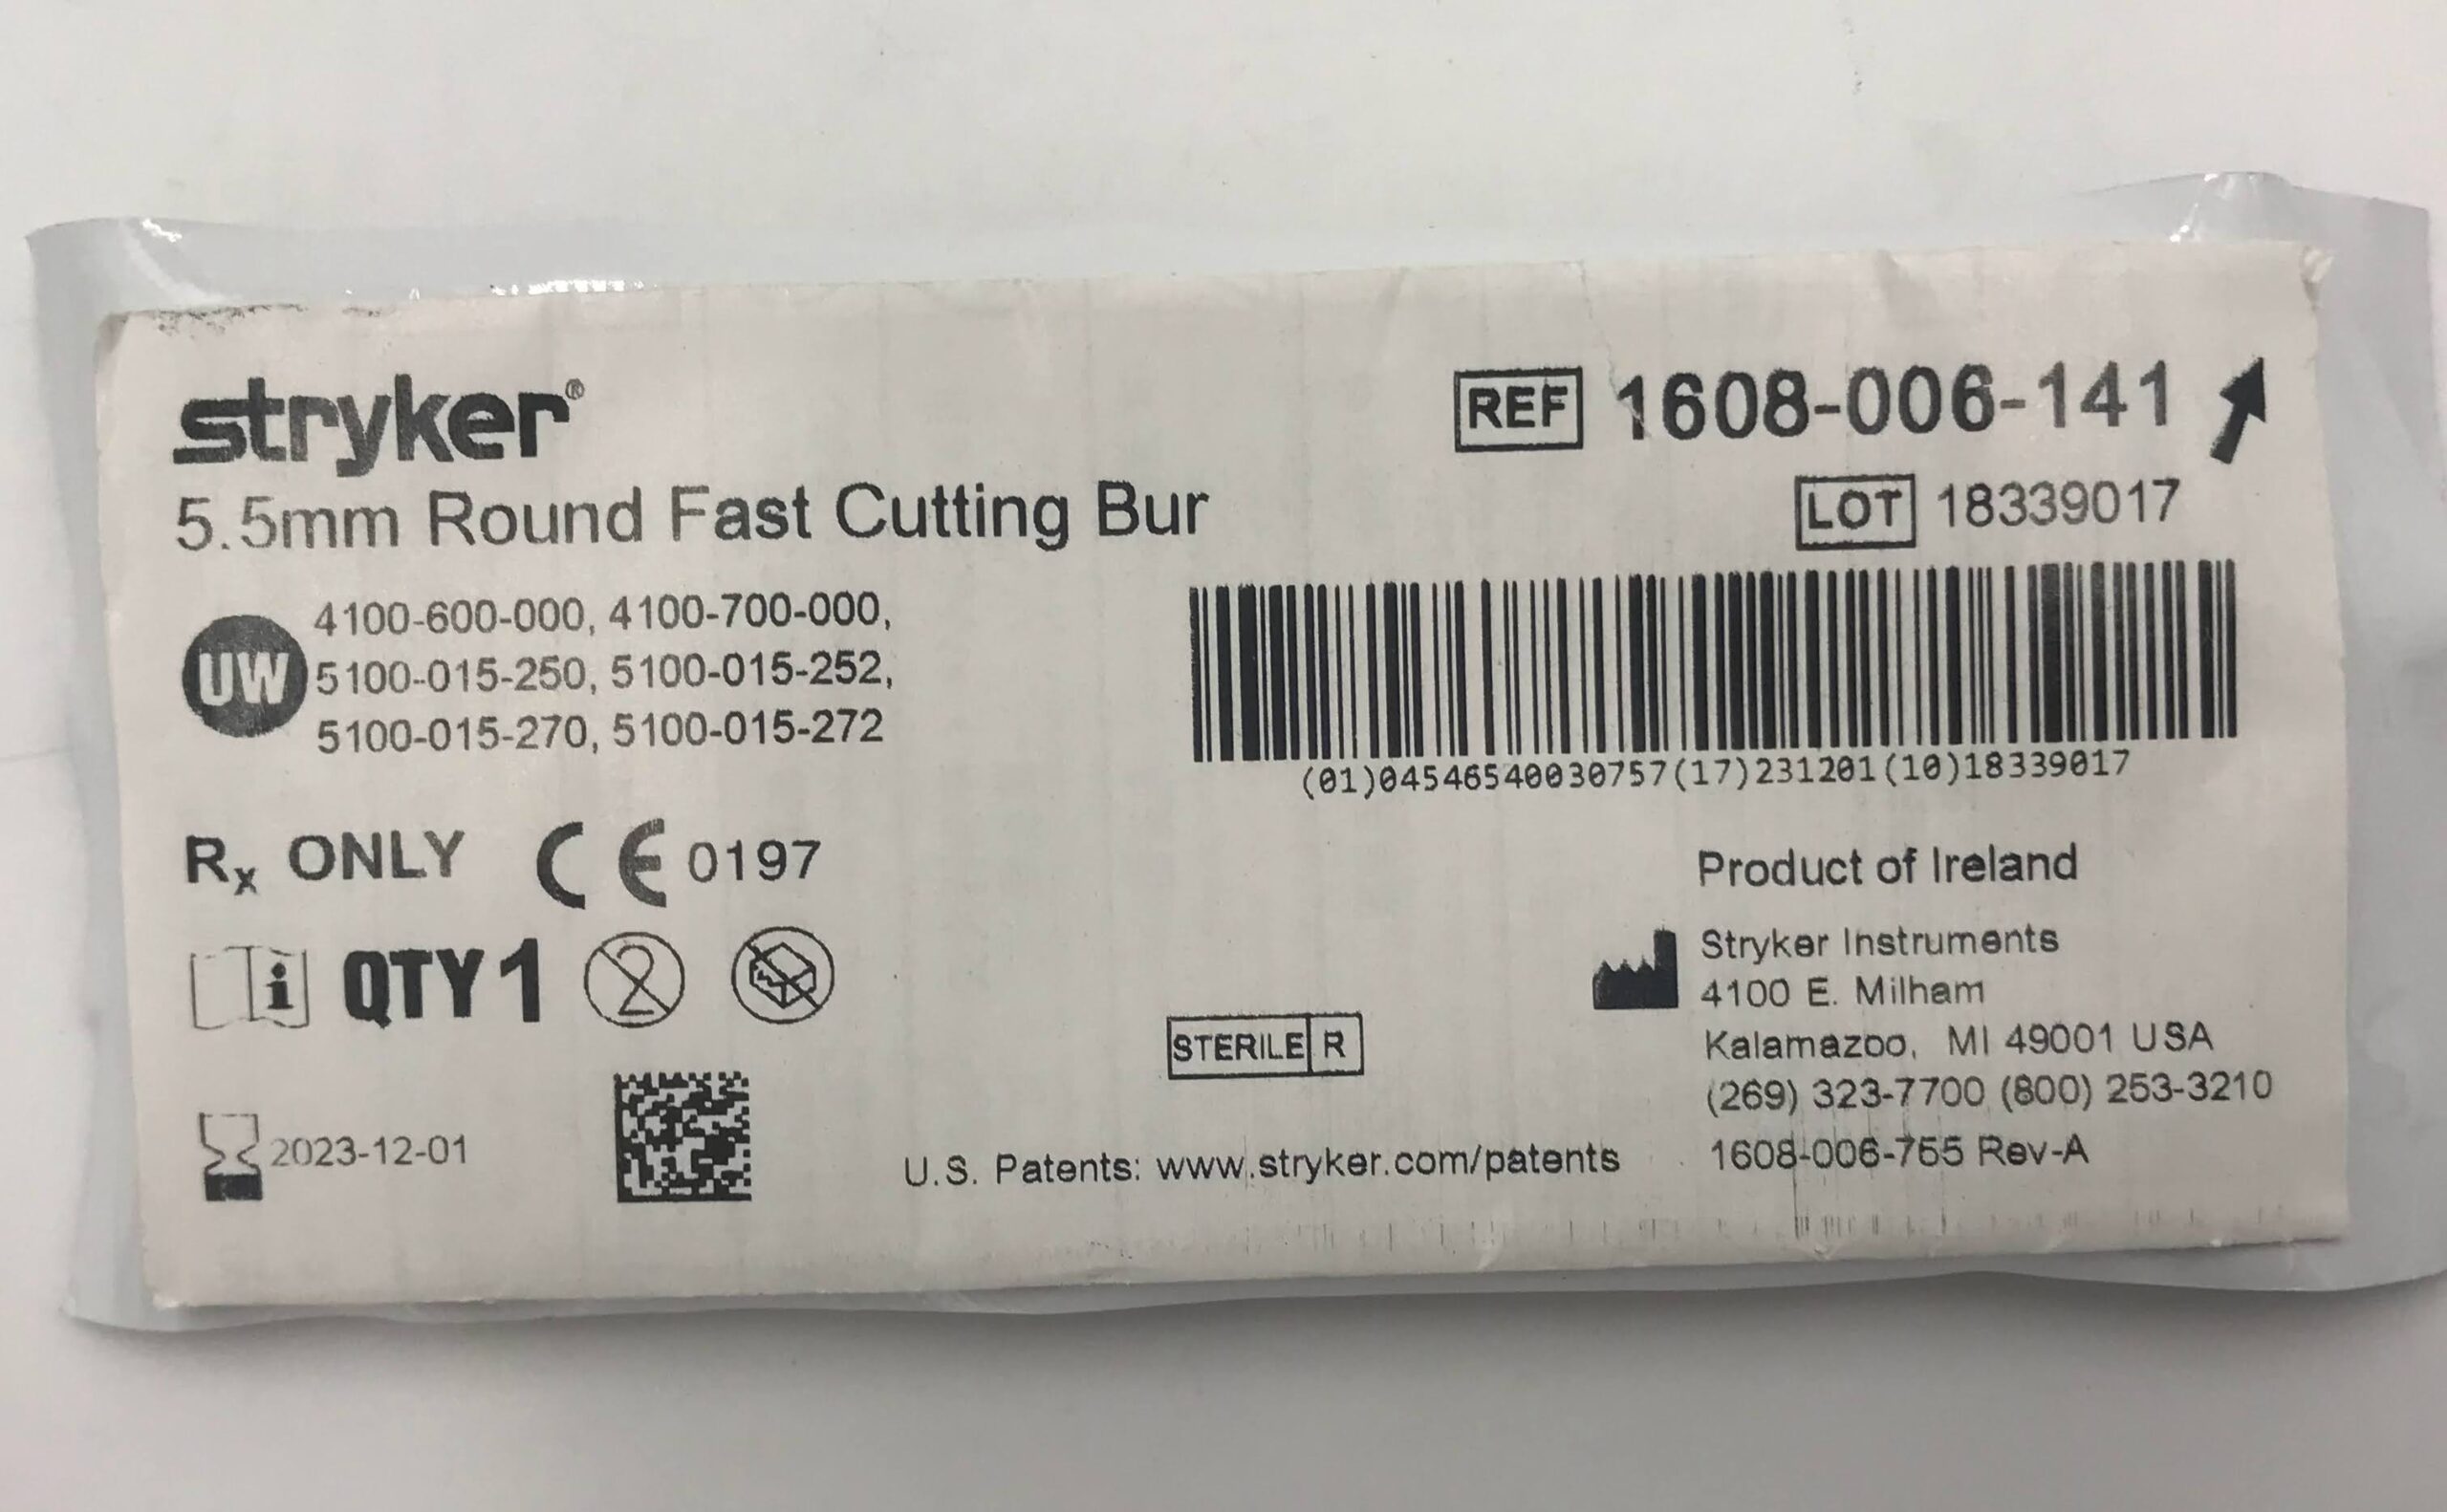 stryker®
5.5mm Round Fast Cutting Bur
REF 1608-006-141
LOT 18339017
UW
4100-600-000, 4100-700-000,
5100-015-250, 5100-015-252,
5100-015-270, 5100-015-272
(01)04546540030757(17)231201(10)18339017
Rx ONLY CE 0197
i QTY 1 2
2023-12-01
STERILE R
U.S. Patents: www.stryker.com/patents
Product of Ireland
Stryker Instruments
4100 E. Milham
Kalamazoo, MI 49001 USA
(269) 323-7700 (800) 253-3210
1608-006-755 Rev-A